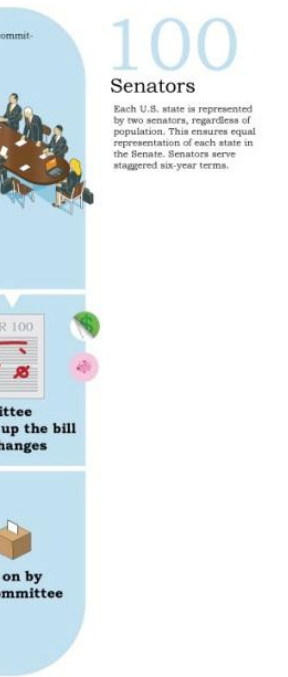 commit-
100
Senators
Each U.S. state is represented
by two senators, regardless of
population. This ensures equal
representation of each state in
the Senate. Senators serve
staggered six-year terms.
R 100
$
ittee
up the bill
hanges
on by
mmittee